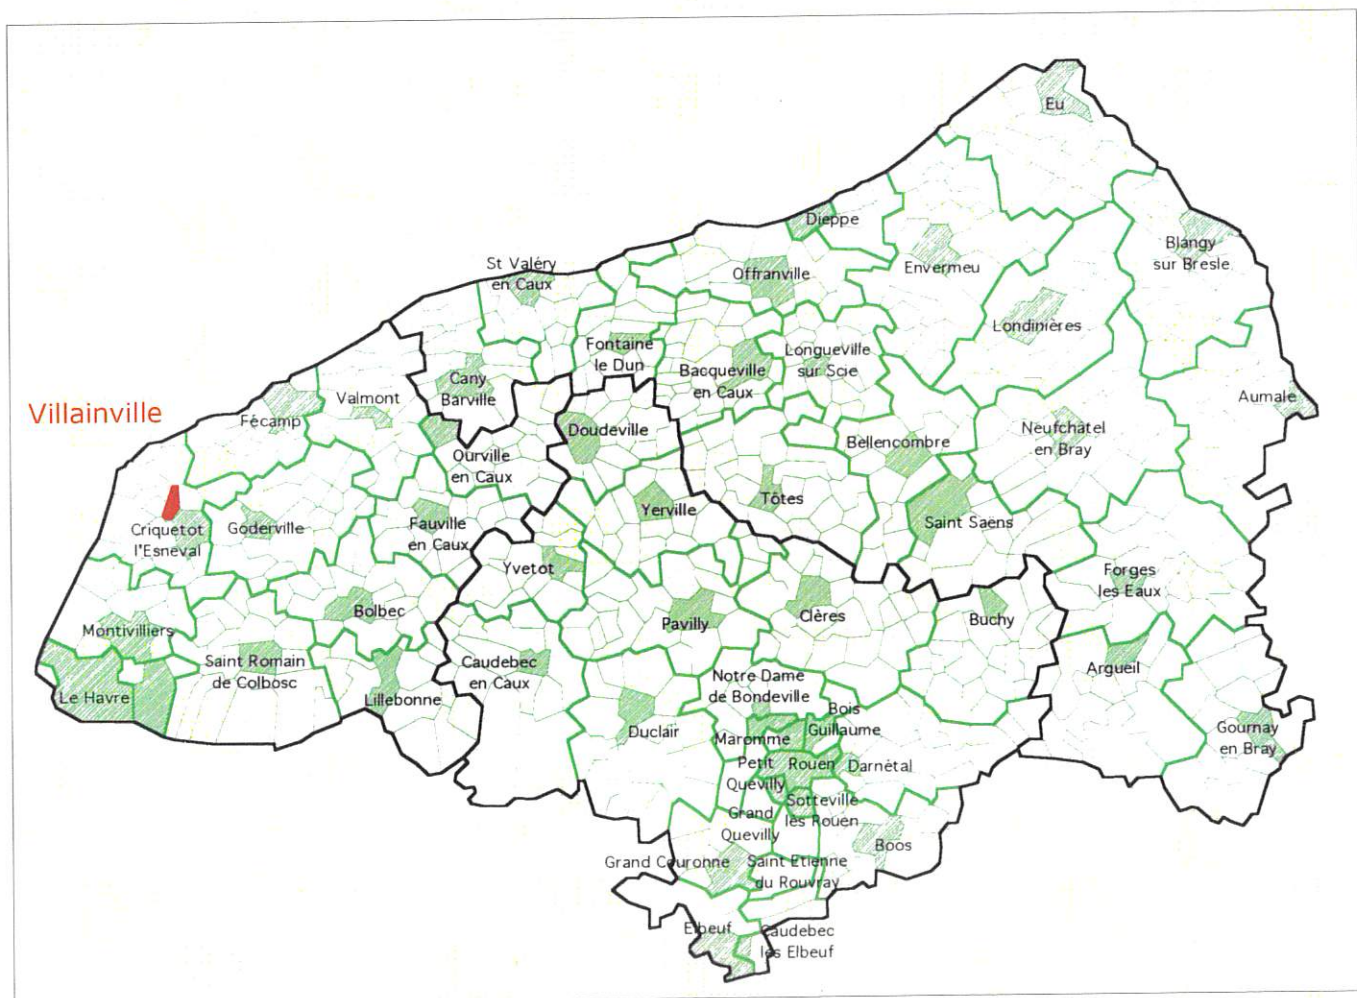 Eu
Dieppe
Blangy
sur Bresle
St Valéry
en Caux
Offranville
Envermeu
Londinières
Fontaine
le Dun
Longueville
sur Scie
Bacqueville
en Caux
Cany
Barville
Valmont
Aumale
Villainville
Fécamp
Doudeville
Neufchâtel
en Bray
Bellencombre
Ourville
en Caux
Tôtes
Yerville
Saint Saëns
Criquetot
l'Esneval
Goderville
Fauville
en Caux
Yvetot
Forges
les Eaux
Bolbec
Pavilly
Clères
Buchy
Montivilliers
Saint Romain
de Colbosc
Caudebec
en Caux
Argueil
Notre Dame
de Bondeville
Le Havre
Lillebonne
Bois
Guillaume
Duclair
Maromme
Gournay
en Bray
Petit
Quevilly
Rouen
Darnétal
Sotteville
lès Rouen
Grand
Quevilly
Boos
Grand Couronne
Saint Etienne
du Rouvray
Elbeuf
Caudebec
lès Elbeuf